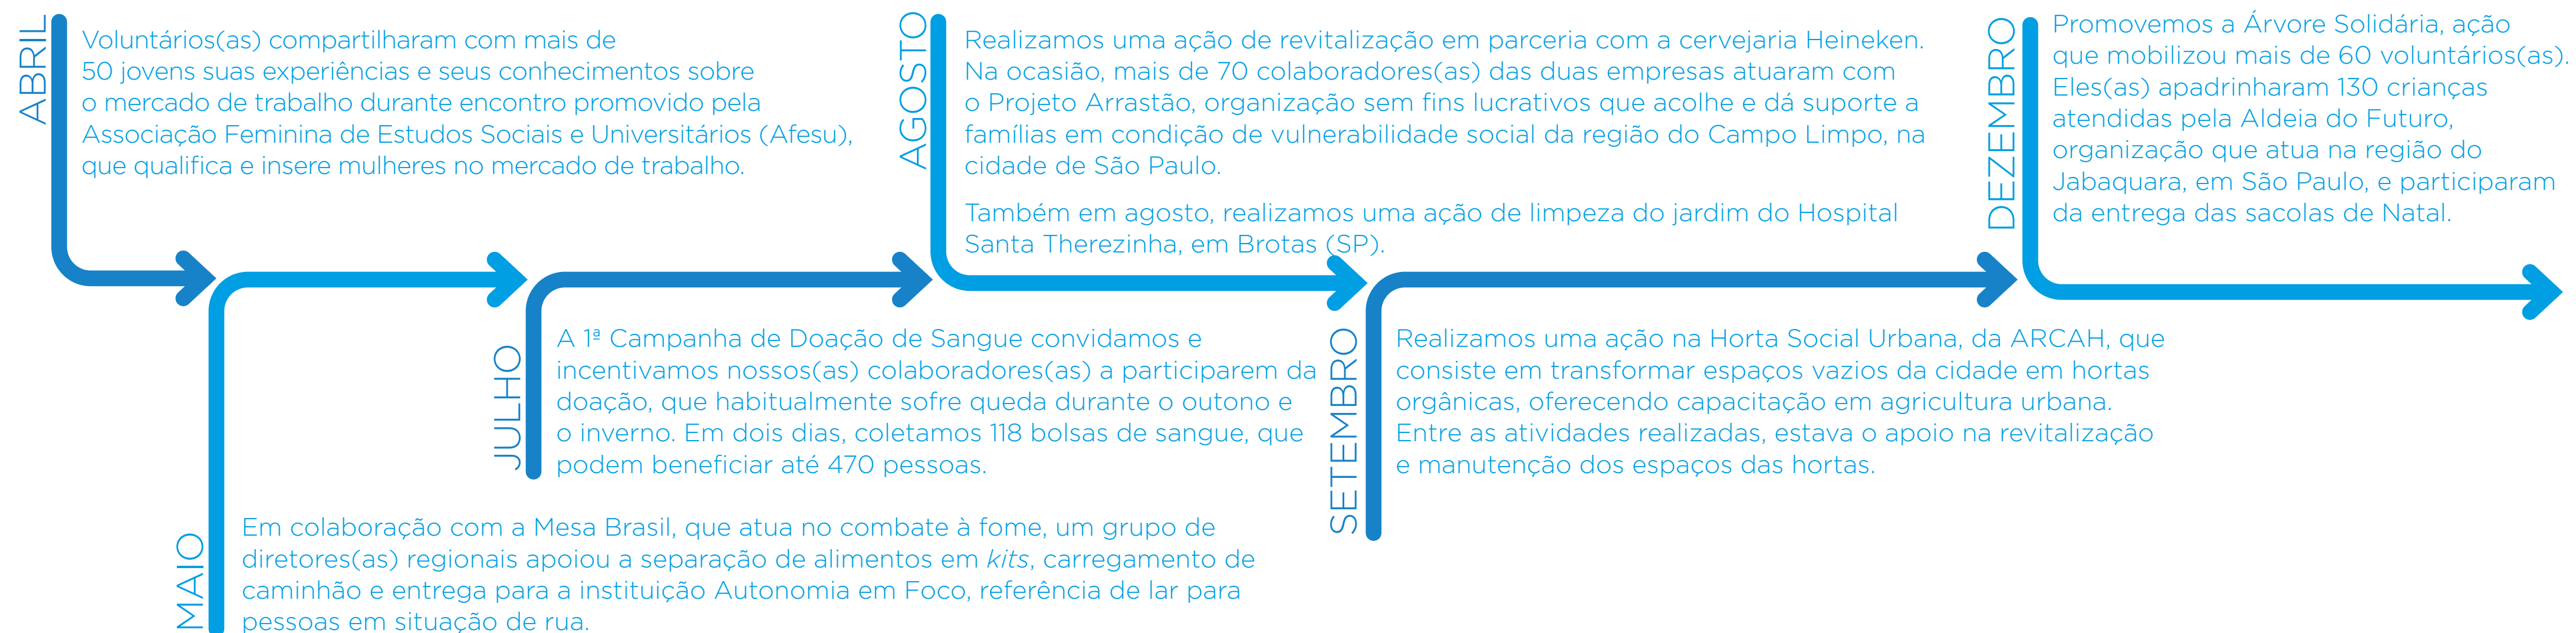 ABRIL
Voluntários(as) compartilharam com mais de
50 jovens suas experiências e seus conhecimentos sobre
o mercado de trabalho durante encontro promovido pela
Associação Feminina de Estudos Sociais e Universitários (Afesu),
que qualifica e insere mulheres no mercado de trabalho.
MAIO
Em colaboração com a Mesa Brasil, que atua no combate à fome, um grupo de
diretores(as) regionais apoiou a separação de alimentos em kits, carregamento de
caminhão e entrega para a instituição Autonomia em Foco, referência de lar para
pessoas em situação de rua.
JULHO
A 1ª Campanha de Doação de Sangue convidamos e
incentivamos nossos(as) colaboradores(as) a participarem da
doação, que habitualmente sofre queda durante o outono e
o inverno. Em dois dias, coletamos 118 bolsas de sangue, que
podem beneficiar até 470 pessoas.
AGOSTO
Realizamos uma ação de revitalização em parceria com a cervejaria Heineken.
Na ocasião, mais de 70 colaboradores(as) das duas empresas atuaram com
o Projeto Arrastão, organização sem fins lucrativos que acolhe e dá suporte a
famílias em condição de vulnerabilidade social da região do Campo Limpo, na
cidade de São Paulo.
Também em agosto, realizamos uma ação de limpeza do jardim do Hospital
Santa Therezinha, em Brotas (SP).
SETEMBRO
Realizamos uma ação na Horta Social Urbana, da ARCAH, que
consiste em transformar espaços vazios da cidade em hortas
orgânicas, oferecendo capacitação em agricultura urbana.
Entre as atividades realizadas, estava o apoio na revitalização
e manutenção dos espaços das hortas.
DEZEMBRO
Promovemos a Árvore Solidária, ação
que mobilizou mais de 60 voluntários(as).
Eles(as) apadrinharam 130 crianças
atendidas pela Aldeia do Futuro,
organização que atua na região do
Jabaquara, em São Paulo, e participaram
da entrega das sacolas de Natal.